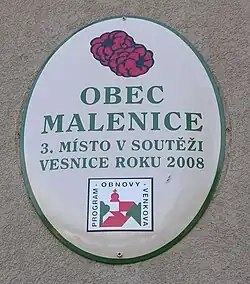 OBEC
MALENICE
3. MÍSTO V SOUTĚŽI
VESNICE ROKU 2008
PROGRAM · OBNOVY · VENKOVA